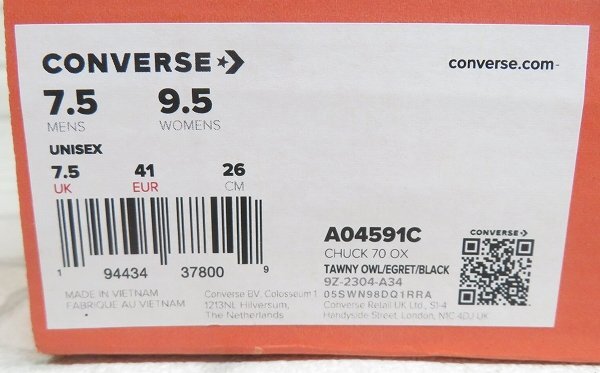 CONVERSE
converse.com
7.5 9.5
MENS WOMENS
UNISEX
7.5 41 26
UK EUR CM
1 94434 37800 9
A04591C
CHUCK 70 OX
TAWNY OWL/EGRET/BLACK
9Z-2304-A34
05SWN98DQ1RRA
CONVERSE
MADE IN VIETNAM
FABRIQUE AU VIETNAM
Converse BV. Colosseum 1
1213NL Hilversum,
The Netherlands
Converse Retail UK Ltd., S1-4
Handyside Street, London, N1C 4DJ UK